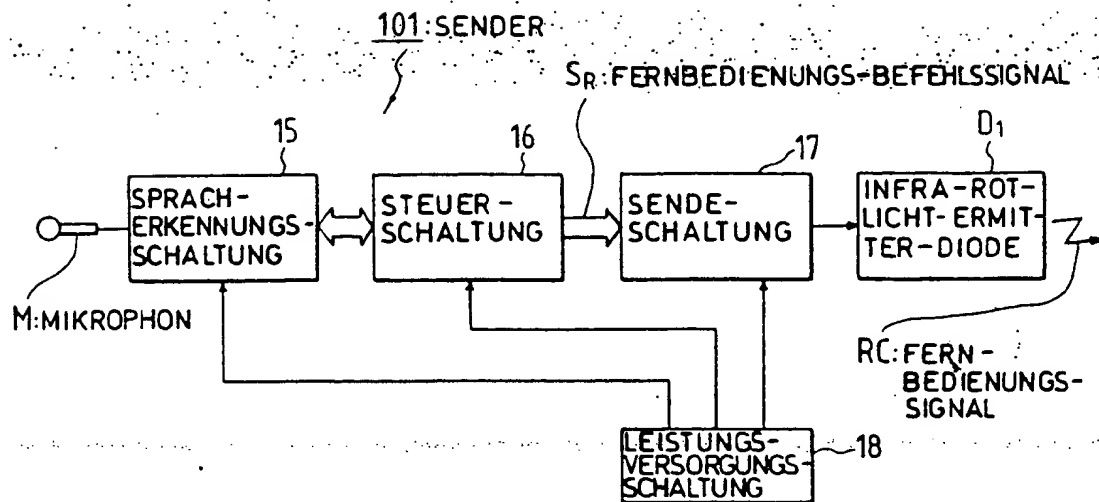 101:SENDER
SR:FERNBEDIENUNGS-BEFEHLSSIGNAL
15
16
17
D1
SPRACH-
ERKENNUNGS-
SCHALTUNG
STEUER-
SCHALTUNG
SENDE-
SCHALTUNG
INFRA-ROT-
LICHT-ERMIT-
TER-DIODE
M:MIKROPHON
RC:FERN-
BEDIENUNGS-
SIGNAL
LEISTUNGS-
VERSORGUNGS-
SCHALTUNG
18